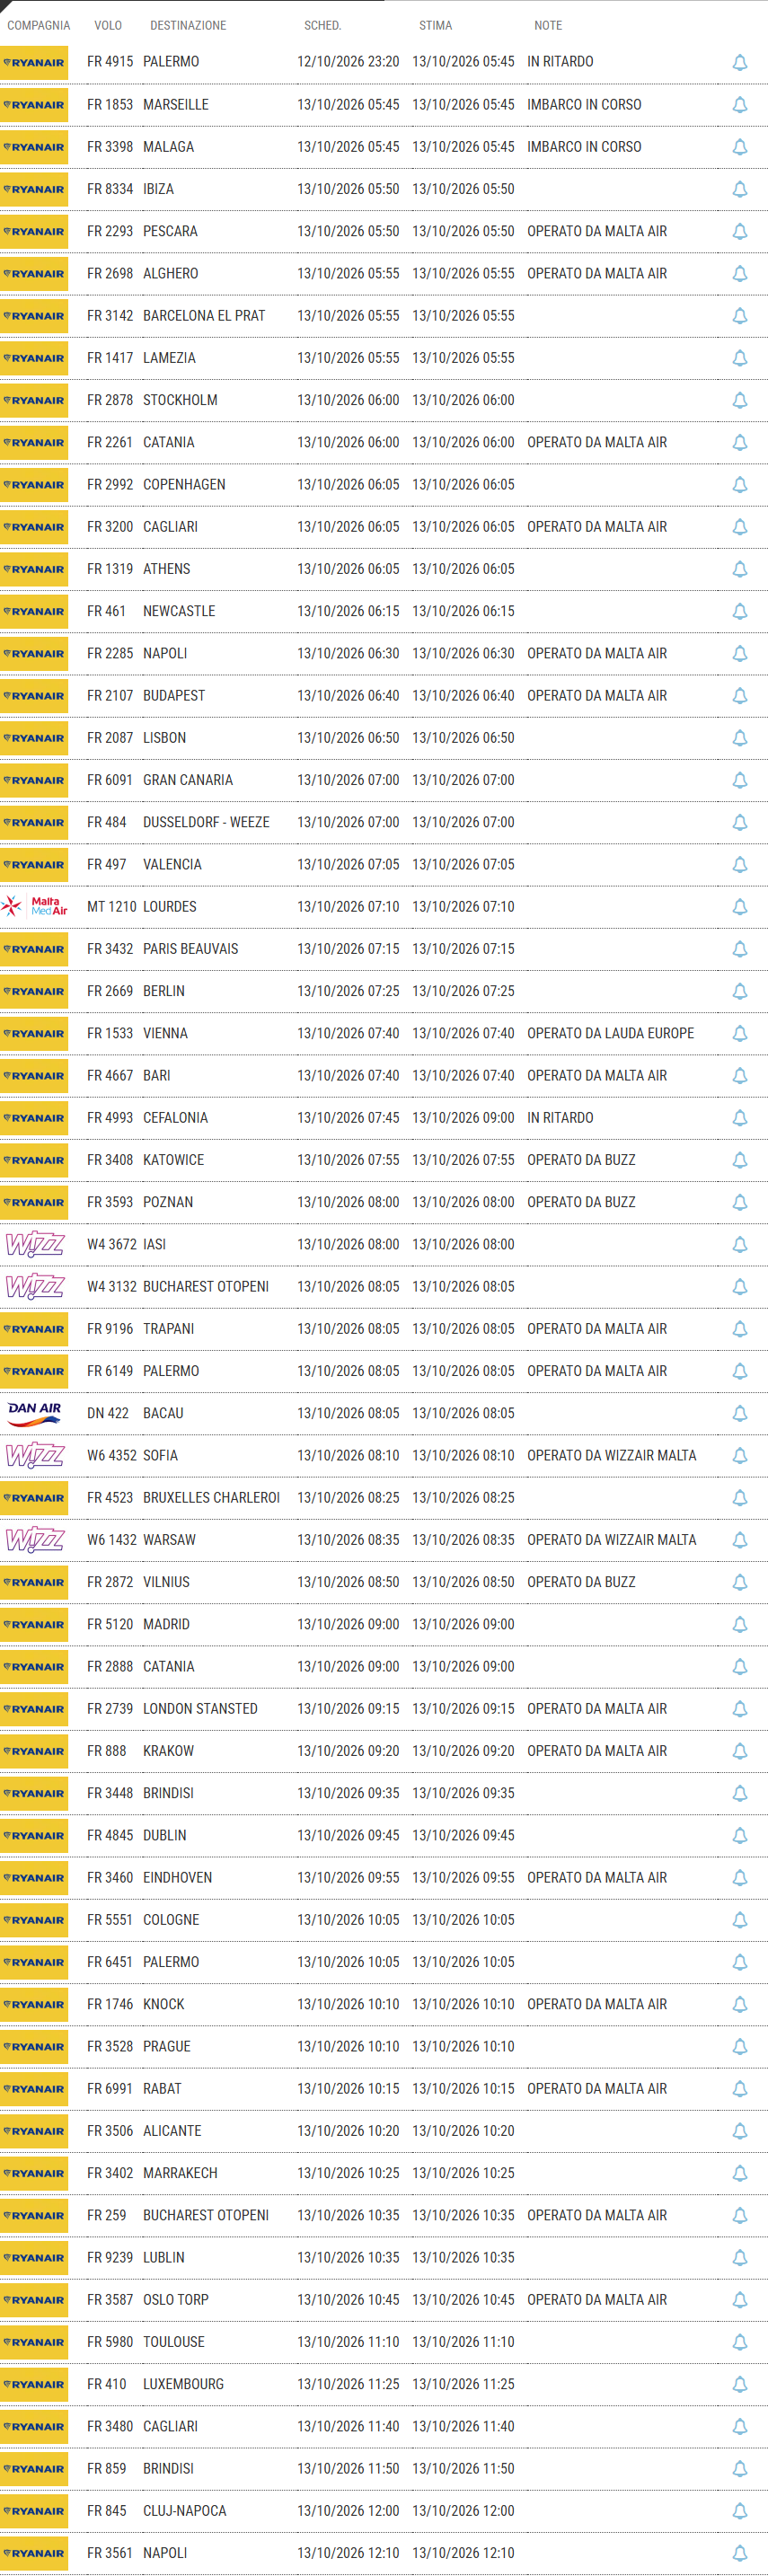 COMPAGNIA VOLO DESTINAZIONE SCHED. STIMA NOTE
RYANAIR FR 4915 PALERMO 12/10/2026 23:20 13/10/2026 05:45 IN RITARDO
RYANAIR FR 1853 MARSEILLE 13/10/2026 05:45 13/10/2026 05:45 IMBARCO IN CORSO
RYANAIR FR 3398 MALAGA 13/10/2026 05:45 13/10/2026 05:45 IMBARCO IN CORSO
RYANAIR FR 8334 IBIZA 13/10/2026 05:50 13/10/2026 05:50
RYANAIR FR 2293 PESCARA 13/10/2026 05:50 13/10/2026 05:50 OPERATO DA MALTA AIR
RYANAIR FR 2698 ALGHERO 13/10/2026 05:55 13/10/2026 05:55 OPERATO DA MALTA AIR
RYANAIR FR 3142 BARCELONA EL PRAT 13/10/2026 05:55 13/10/2026 05:55
RYANAIR FR 1417 LAMEZIA 13/10/2026 05:55 13/10/2026 05:55
RYANAIR FR 2878 STOCKHOLM 13/10/2026 06:00 13/10/2026 06:00
RYANAIR FR 2261 CATANIA 13/10/2026 06:00 13/10/2026 06:00 OPERATO DA MALTA AIR
RYANAIR FR 2992 COPENHAGEN 13/10/2026 06:05 13/10/2026 06:05
RYANAIR FR 3200 CAGLIARI 13/10/2026 06:05 13/10/2026 06:05 OPERATO DA MALTA AIR
RYANAIR FR 1319 ATHENS 13/10/2026 06:05 13/10/2026 06:05
RYANAIR FR 461 NEWCASTLE 13/10/2026 06:15 13/10/2026 06:15
RYANAIR FR 2285 NAPOLI 13/10/2026 06:30 13/10/2026 06:30 OPERATO DA MALTA AIR
RYANAIR FR 2107 BUDAPEST 13/10/2026 06:40 13/10/2026 06:40 OPERATO DA MALTA AIR
RYANAIR FR 2087 LISBON 13/10/2026 06:50 13/10/2026 06:50
RYANAIR FR 6091 GRAN CANARIA 13/10/2026 07:00 13/10/2026 07:00
RYANAIR FR 484 DUSSELDORF - WEEZE 13/10/2026 07:00 13/10/2026 07:00
RYANAIR FR 497 VALENCIA 13/10/2026 07:05 13/10/2026 07:05
Malta MedAir MT 1210 LOURDES 13/10/2026 07:10 13/10/2026 07:10
RYANAIR FR 3432 PARIS BEAUVAIS 13/10/2026 07:15 13/10/2026 07:15
RYANAIR FR 2669 BERLIN 13/10/2026 07:25 13/10/2026 07:25
RYANAIR FR 1533 VIENNA 13/10/2026 07:40 13/10/2026 07:40 OPERATO DA LAUDA EUROPE
RYANAIR FR 4667 BARI 13/10/2026 07:40 13/10/2026 07:40 OPERATO DA MALTA AIR
RYANAIR FR 4993 CEFALONIA 13/10/2026 07:45 13/10/2026 09:00 IN RITARDO
RYANAIR FR 3408 KATOWICE 13/10/2026 07:55 13/10/2026 07:55 OPERATO DA BUZZ
RYANAIR FR 3593 POZNAN 13/10/2026 08:00 13/10/2026 08:00 OPERATO DA BUZZ
WIZZ W4 3672 IASI 13/10/2026 08:00 13/10/2026 08:00
WIZZ W4 3132 BUCHAREST OTOPENI 13/10/2026 08:05 13/10/2026 08:05
RYANAIR FR 9196 TRAPANI 13/10/2026 08:05 13/10/2026 08:05 OPERATO DA MALTA AIR
RYANAIR FR 6149 PALERMO 13/10/2026 08:05 13/10/2026 08:05 OPERATO DA MALTA AIR
DAN AIR DN 422 BACAU 13/10/2026 08:05 13/10/2026 08:05
WIZZ W6 4352 SOFIA 13/10/2026 08:10 13/10/2026 08:10 OPERATO DA WIZZAIR MALTA
RYANAIR FR 4523 BRUXELLES CHARLEROI 13/10/2026 08:25 13/10/2026 08:25
WIZZ W6 1432 WARSAW 13/10/2026 08:35 13/10/2026 08:35 OPERATO DA WIZZAIR MALTA
RYANAIR FR 2872 VILNIUS 13/10/2026 08:50 13/10/2026 08:50 OPERATO DA BUZZ
RYANAIR FR 5120 MADRID 13/10/2026 09:00 13/10/2026 09:00
RYANAIR FR 2888 CATANIA 13/10/2026 09:00 13/10/2026 09:00
RYANAIR FR 2739 LONDON STANSTED 13/10/2026 09:15 13/10/2026 09:15 OPERATO DA MALTA AIR
RYANAIR FR 888 KRAKOW 13/10/2026 09:20 13/10/2026 09:20 OPERATO DA MALTA AIR
RYANAIR FR 3448 BRINDISI 13/10/2026 09:35 13/10/2026 09:35
RYANAIR FR 4845 DUBLIN 13/10/2026 09:45 13/10/2026 09:45
RYANAIR FR 3460 EINDHOVEN 13/10/2026 09:55 13/10/2026 09:55 OPERATO DA MALTA AIR
RYANAIR FR 5551 COLOGNE 13/10/2026 10:05 13/10/2026 10:05
RYANAIR FR 6451 PALERMO 13/10/2026 10:05 13/10/2026 10:05
RYANAIR FR 1746 KNOCK 13/10/2026 10:10 13/10/2026 10:10 OPERATO DA MALTA AIR
RYANAIR FR 3528 PRAGUE 13/10/2026 10:10 13/10/2026 10:10
RYANAIR FR 6991 RABAT 13/10/2026 10:15 13/10/2026 10:15 OPERATO DA MALTA AIR
RYANAIR FR 3506 ALICANTE 13/10/2026 10:20 13/10/2026 10:20
RYANAIR FR 3402 MARRAKECH 13/10/2026 10:25 13/10/2026 10:25
RYANAIR FR 259 BUCHAREST OTOPENI 13/10/2026 10:35 13/10/2026 10:35 OPERATO DA MALTA AIR
RYANAIR FR 9239 LUBLIN 13/10/2026 10:35 13/10/2026 10:35
RYANAIR FR 3587 OSLO TORP 13/10/2026 10:45 13/10/2026 10:45 OPERATO DA MALTA AIR
RYANAIR FR 5980 TOULOUSE 13/10/2026 11:10 13/10/2026 11:10
RYANAIR FR 410 LUXEMBOURG 13/10/2026 11:25 13/10/2026 11:25
RYANAIR FR 3480 CAGLIARI 13/10/2026 11:40 13/10/2026 11:40
RYANAIR FR 859 BRINDISI 13/10/2026 11:50 13/10/2026 11:50
RYANAIR FR 845 CLUJ-NAPOCA 13/10/2026 12:00 13/10/2026 12:00
RYANAIR FR 3561 NAPOLI 13/10/2026 12:10 13/10/2026 12:10